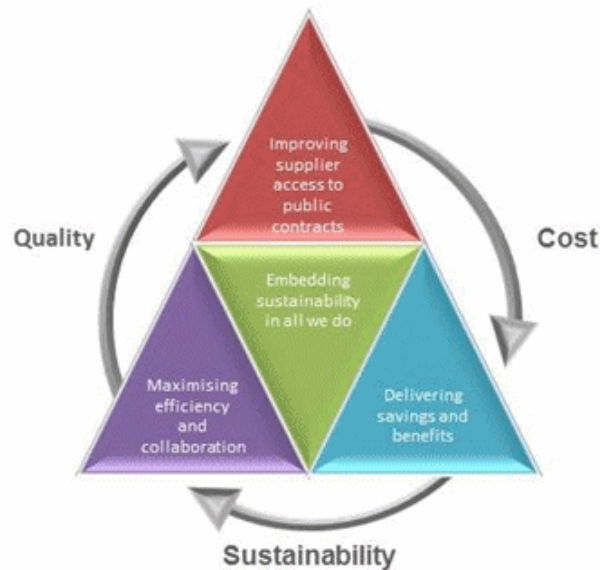 Improving
supplier
access to
public
contracts
Quality
Cost
Embedding
sustainability
in all we do
Maximising
efficiency
and
collaboration
Delivering
savings and
benefits
Sustainability